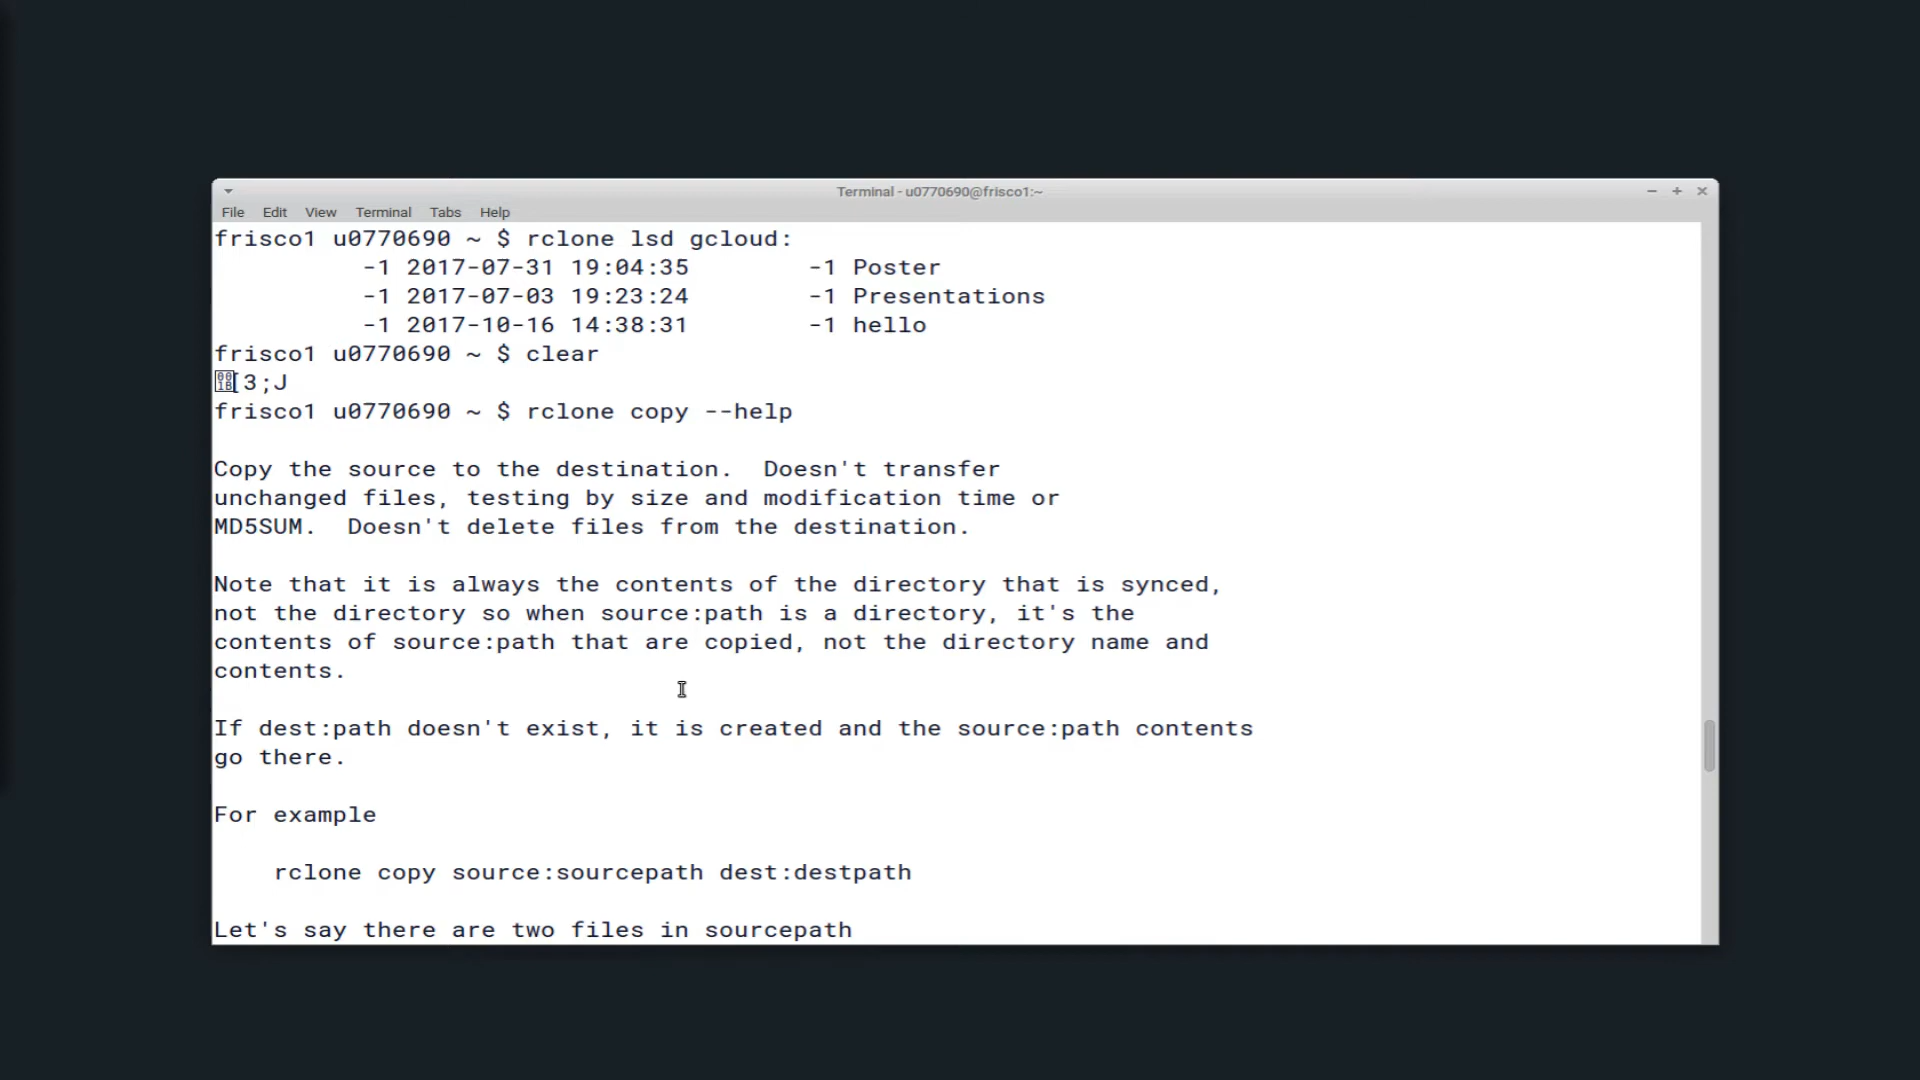 Terminal - u0770690@frisco1:~
File Edit View Terminal Tabs Help
frisco1 u0770690 ~ $ rclone lsd gcloud:
          -1 2017-07-31 19:04:35        -1 Poster
          -1 2017-07-03 19:23:24        -1 Presentations
          -1 2017-10-16 14:38:31        -1 hello
frisco1 u0770690 ~ $ clear
[3;J
frisco1 u0770690 ~ $ rclone copy --help
Copy the source to the destination.  Doesn't transfer
unchanged files, testing by size and modification time or
MD5SUM.  Doesn't delete files from the destination.
Note that it is always the contents of the directory that is synced,
not the directory so when source:path is a directory, it's the
contents of source:path that are copied, not the directory name and
contents.
If dest:path doesn't exist, it is created and the source:path contents
go there.
For example
    rclone copy source:sourcepath dest:destpath
Let's say there are two files in sourcepath